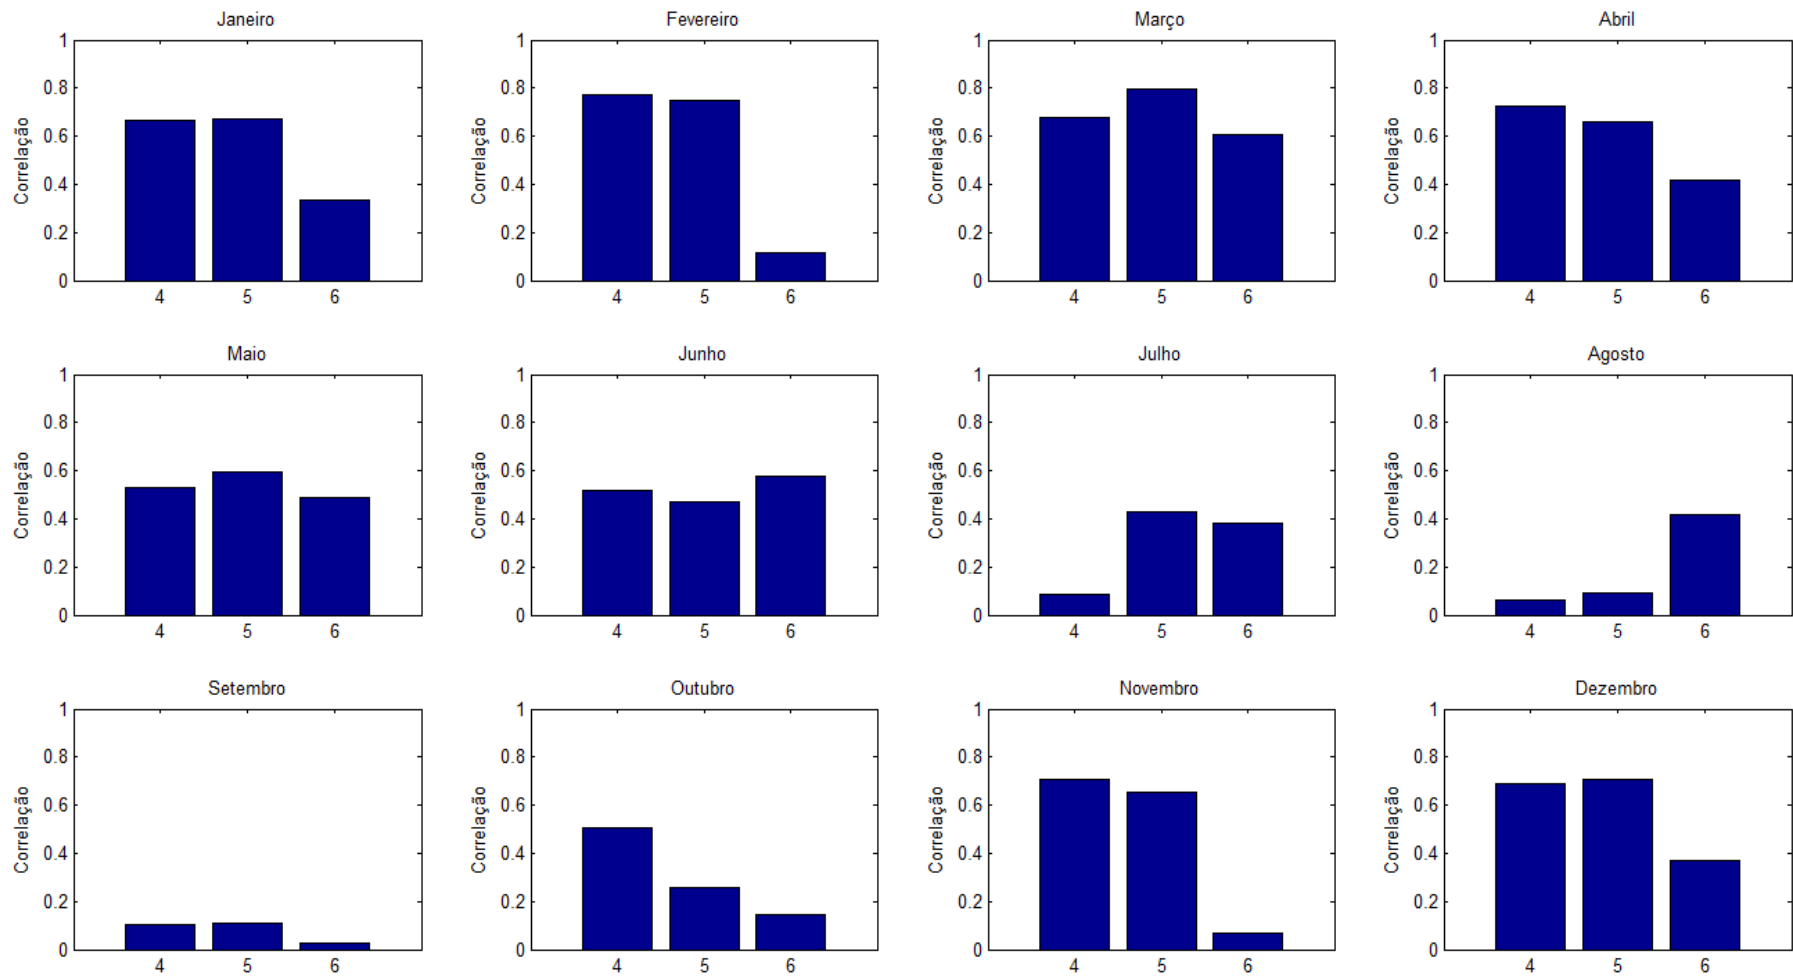 Janeiro
Fevereiro
Março
Abril
1
0.8
0.6
0.4
0.2
0
Correlação
4 5 6
1
0.8
0.6
0.4
0.2
0
Correlação
4 5 6
1
0.8
0.6
0.4
0.2
0
Correlação
4 5 6
1
0.8
0.6
0.4
0.2
0
Correlação
4 5 6
Maio
Junho
Julho
Agosto
1
0.8
0.6
0.4
0.2
0
Correlação
4 5 6
1
0.8
0.6
0.4
0.2
0
Correlação
4 5 6
1
0.8
0.6
0.4
0.2
0
Correlação
4 5 6
1
0.8
0.6
0.4
0.2
0
Correlação
4 5 6
Setembro
Outubro
Novembro
Dezembro
1
0.8
0.6
0.4
0.2
0
Correlação
4 5 6
1
0.8
0.6
0.4
0.2
0
Correlação
4 5 6
1
0.8
0.6
0.4
0.2
0
Correlação
4 5 6
1
0.8
0.6
0.4
0.2
0
Correlação
4 5 6